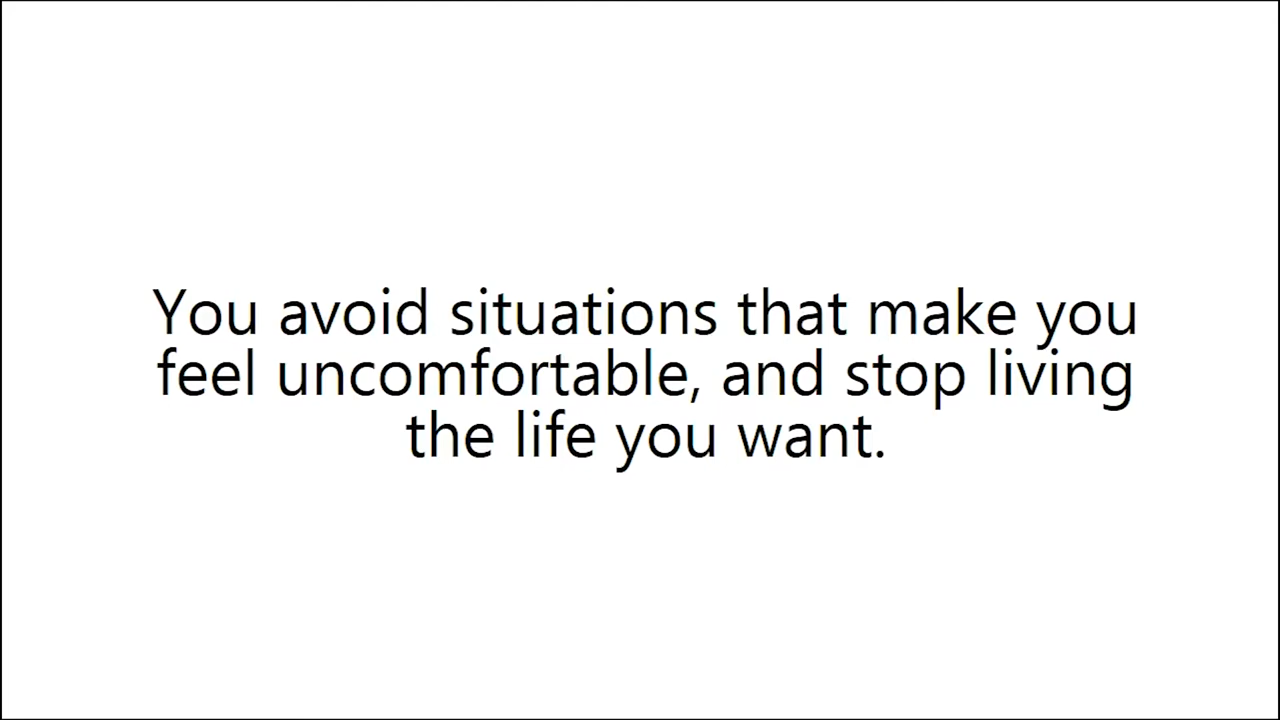 You avoid situations that make you
feel uncomfortable, and stop living
the life you want.